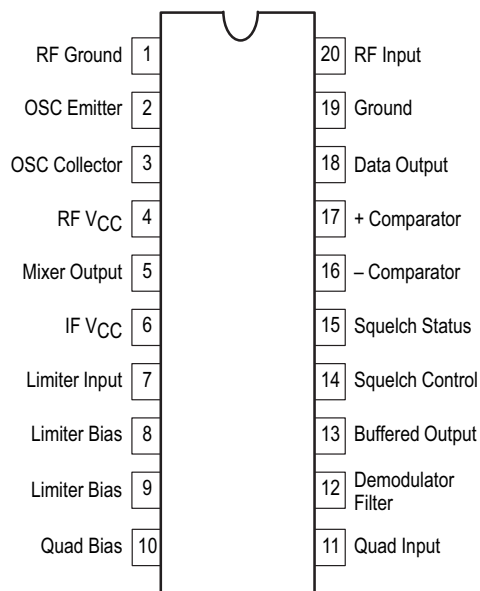 RF Ground 1
OSC Emitter 2
OSC Collector 3
RF VCC 4
Mixer Output 5
IF VCC 6
Limiter Input 7
Limiter Bias 8
Limiter Bias 9
Quad Bias 10
20 RF Input
19 Ground
18 Data Output
17 + Comparator
16 – Comparator
15 Squelch Status
14 Squelch Control
13 Buffered Output
12 Demodulator
Filter
11 Quad Input